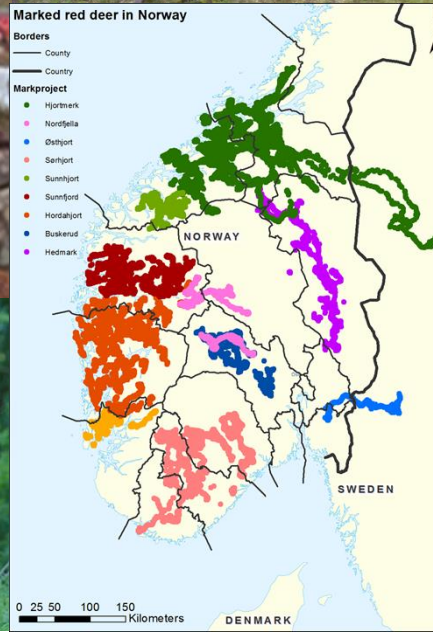 Marked red deer in Norway
Borders
County
Country
Markproject
Hjortmerk
Nordfjella
Østhjort
Sørhjort
Sunnhjord
Sunnfjord
Hordahjort
Buskerud
Hedmark
NORWAY
SWEDEN
DENMARK
0 25 50 100 150
Kilometers